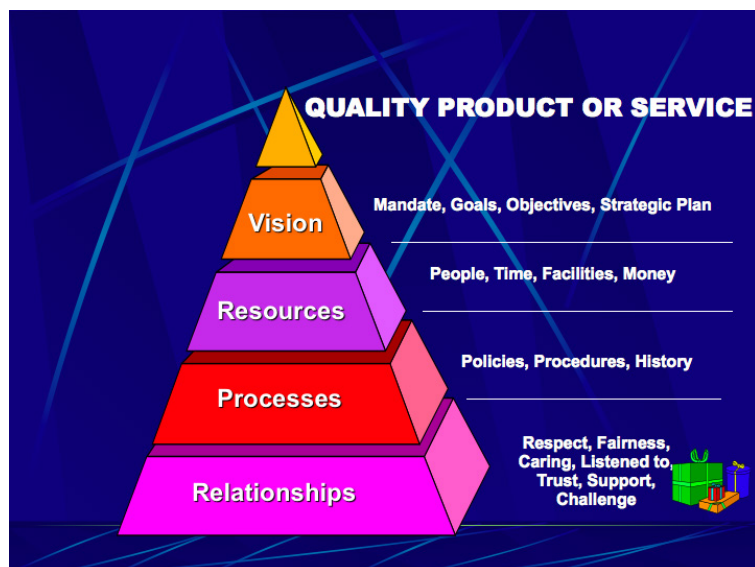 QUALITY PRODUCT OR SERVICE
Vision
Mandate, Goals, Objectives, Strategic Plan
Resources
People, Time, Facilities, Money
Processes
Policies, Procedures, History
Relationships
Respect, Fairness,
Caring, Listened to,
Trust, Support,
Challenge